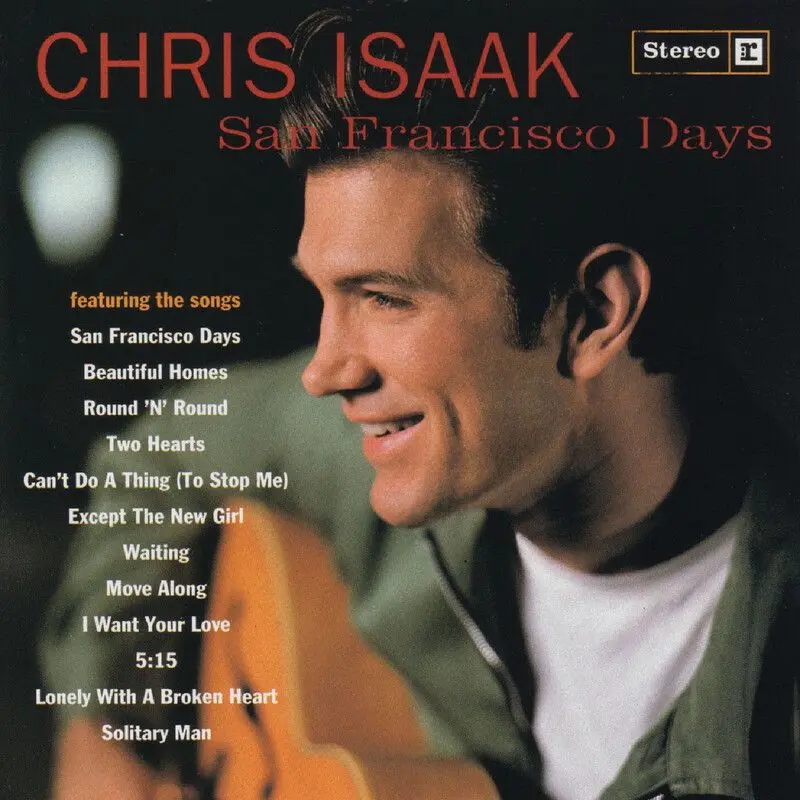 CHRIS ISAAK
Stereo r
San Francisco Days
featuring the songs
San Francisco Days
Beautiful Homes
Round 'N' Round
Two Hearts
Can't Do A Thing (To Stop Me)
Except The New Girl
Waiting
Move Along
I Want Your Love
5:15
Lonely With A Broken Heart
Solitary Man